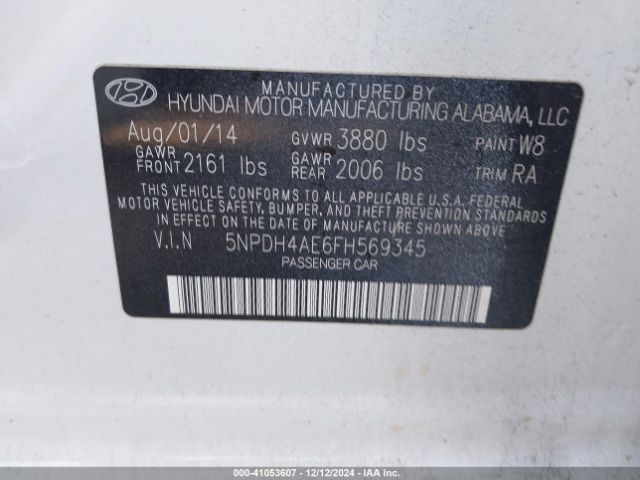 MANUFACTURED BY
HYUNDAI MOTOR MANUFACTURING ALABAMA, LLC
Aug/01/14 GVWR 3880 lbs PAINT W8
GAWR FRONT 2161 lbs GAWR REAR 2006 lbs TRIM RA
THIS VEHICLE CONFORMS TO ALL APPLICABLE U.S.A. FEDERAL
MOTOR VEHICLE SAFETY, BUMPER, AND THEFT PREVENTION STANDARDS
IN EFFECT ON THE DATE OF MANUFACTURE SHOWN ABOVE.
V.I.N 5NPDH4AE6FH569345
PASSENGER CAR
000-41053607 - 12/12/2024 - IAA Inc.